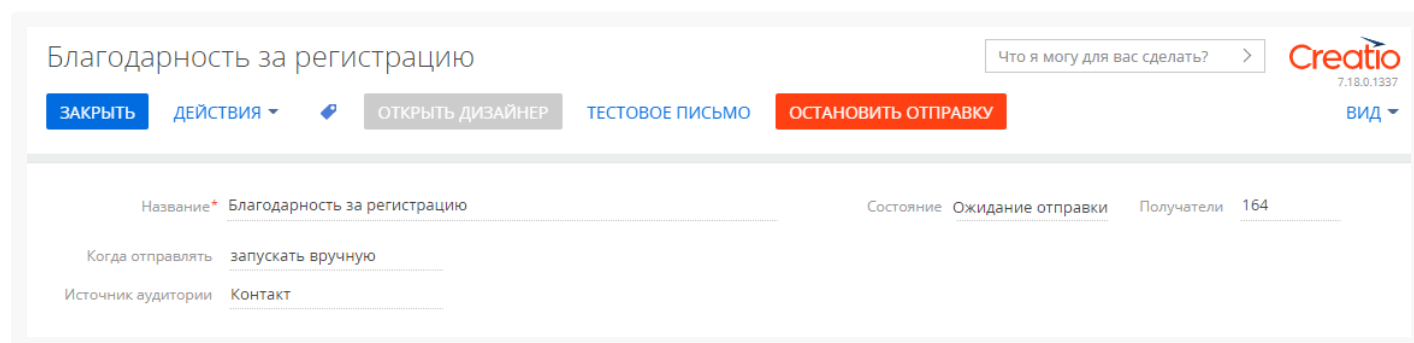 Благодарность за регистрацию
Что я могу для вас сделать?
Creatio
7.18.0.1337
ЗАКРЫТЬ ДЕЙСТВИЯ ОТКРЫТЬ ДИЗАЙНЕР ТЕСТОВОЕ ПИСЬМО ОСТАНОВИТЬ ОТПРАВКУ ВИД
Название* Благодарность за регистрацию Состояние Ожидание отправки Получатели 164
Когда отправлять запускать вручную
Источник аудитории Контакт